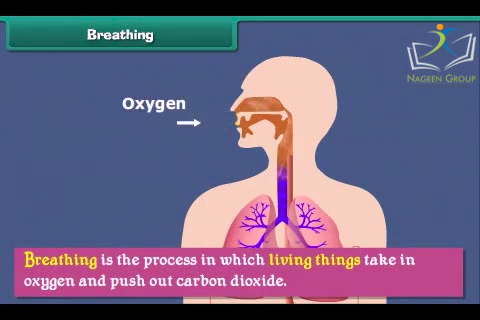 Breathing
NAGEEN GROUP
Oxygen
Breathing is the process in which living things take in
oxygen and push out carbon dioxide.